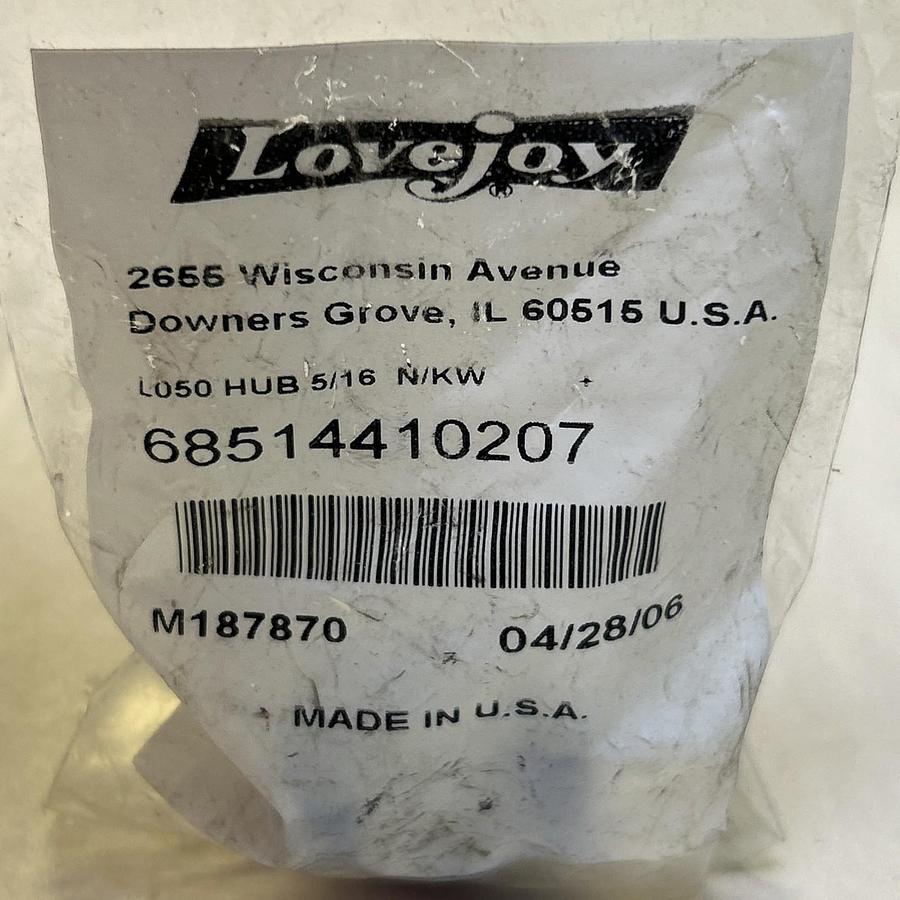 Lovejoy®
2655 Wisconsin Avenue
Downers Grove, IL 60515 U.S.A.
L050 HUB 5/16 N/KW
68514410207
M187870
04/28/06
MADE IN U.S.A.